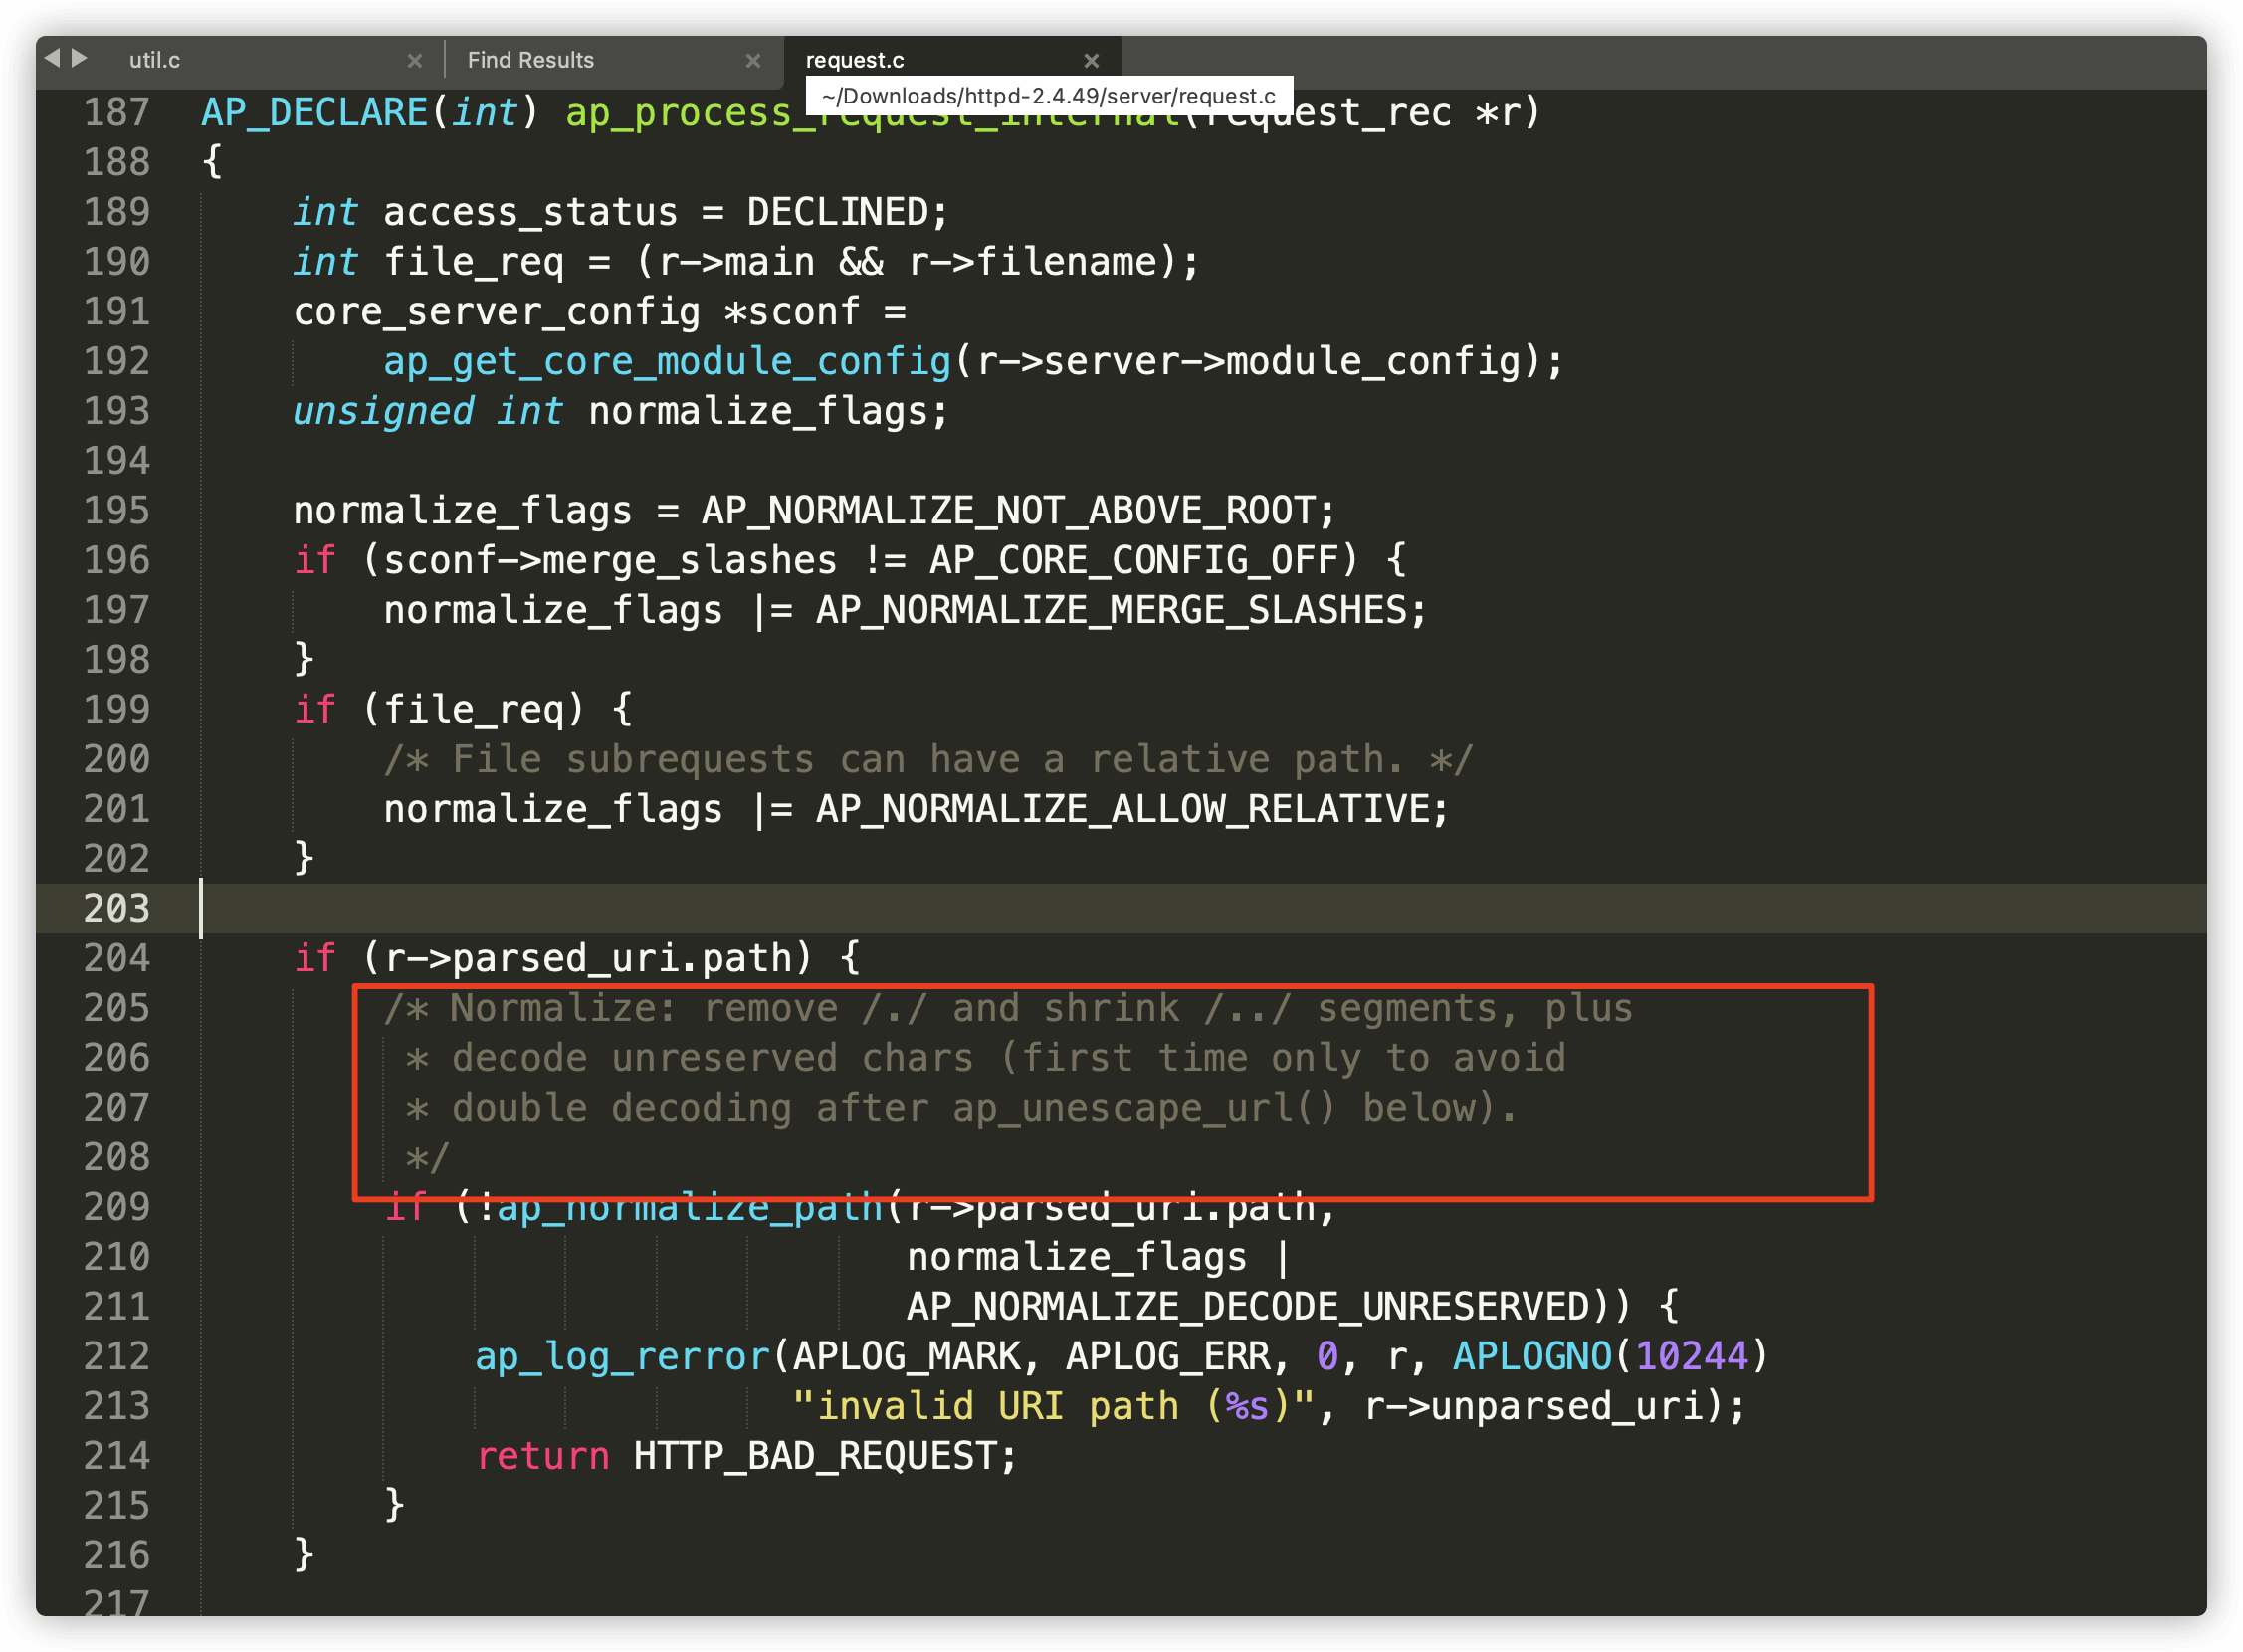 util.c × Find Results × request.c ×
~/Downloads/httpd-2.4.49/server/request.c
187 AP_DECLARE(int) ap_process_request_internal(request_rec *r)
188 {
189     int access_status = DECLINED;
190     int file_req = (r->main && r->filename);
191     core_server_config *sconf =
192         ap_get_core_module_config(r->server->module_config);
193     unsigned int normalize_flags;
194
195     normalize_flags = AP_NORMALIZE_NOT_ABOVE_ROOT;
196     if (sconf->merge_slashes != AP_CORE_CONFIG_OFF) {
197         normalize_flags |= AP_NORMALIZE_MERGE_SLASHES;
198     }
199     if (file_req) {
200         /* File subrequests can have a relative path. */
201         normalize_flags |= AP_NORMALIZE_ALLOW_RELATIVE;
202     }
203
204     if (r->parsed_uri.path) {
205         /* Normalize: remove /./ and shrink /../ segments, plus
206          * decode unreserved chars (first time only to avoid
207          * double decoding after ap_unescape_url() below).
208          */
209         if (!ap_normalize_path(r->parsed_uri.path,
210                                normalize_flags |
211                                AP_NORMALIZE_DECODE_UNRESERVED)) {
212             ap_log_rerror(APLOG_MARK, APLOG_ERR, 0, r, APLOGNO(10244)
213                           "invalid URI path (%s)", r->unparsed_uri);
214             return HTTP_BAD_REQUEST;
215         }
216     }
217